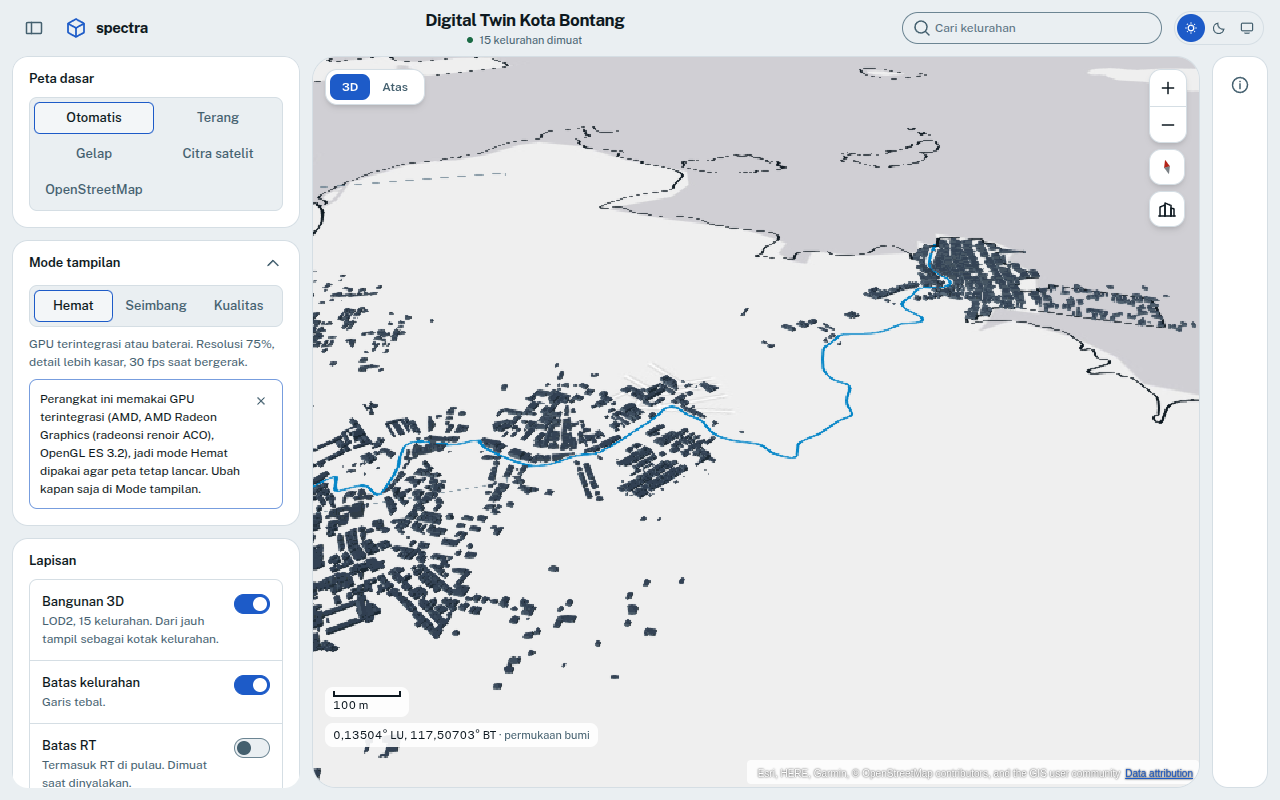 spectra
Digital Twin Kota Bontang
15 kelurahan dimuat
Cari kelurahan
Peta dasar
Otomatis
Terang
Gelap
Citra satelit
OpenStreetMap
Mode tampilan
Hemat
Seimbang
Kualitas
GPU terintegrasi atau baterai. Resolusi 75%,
detail lebih kasar, 30 fps saat bergerak.
Perangkat ini memakai GPU
terintegrasi (AMD, AMD Radeon
Graphics (radeonsi renoir ACO),
OpenGL ES 3.2), jadi mode Hemat
dipakai agar peta tetap lancar. Ubah
kapan saja di Mode tampilan.
Lapisan
Bangunan 3D
LOD2, 15 kelurahan. Dari jauh
tampil sebagai kotak kelurahan.
Batas kelurahan
Garis tebal.
Batas RT
Termasuk RT di pulau. Dimuat
saat dinyalakan.
3D
Atas
100 m
0,13504° LU, 117,50703° BT · permukaan bumi
Esri, HERE, Garmin, © OpenStreetMap contributors, and the GIS user community Data attribution